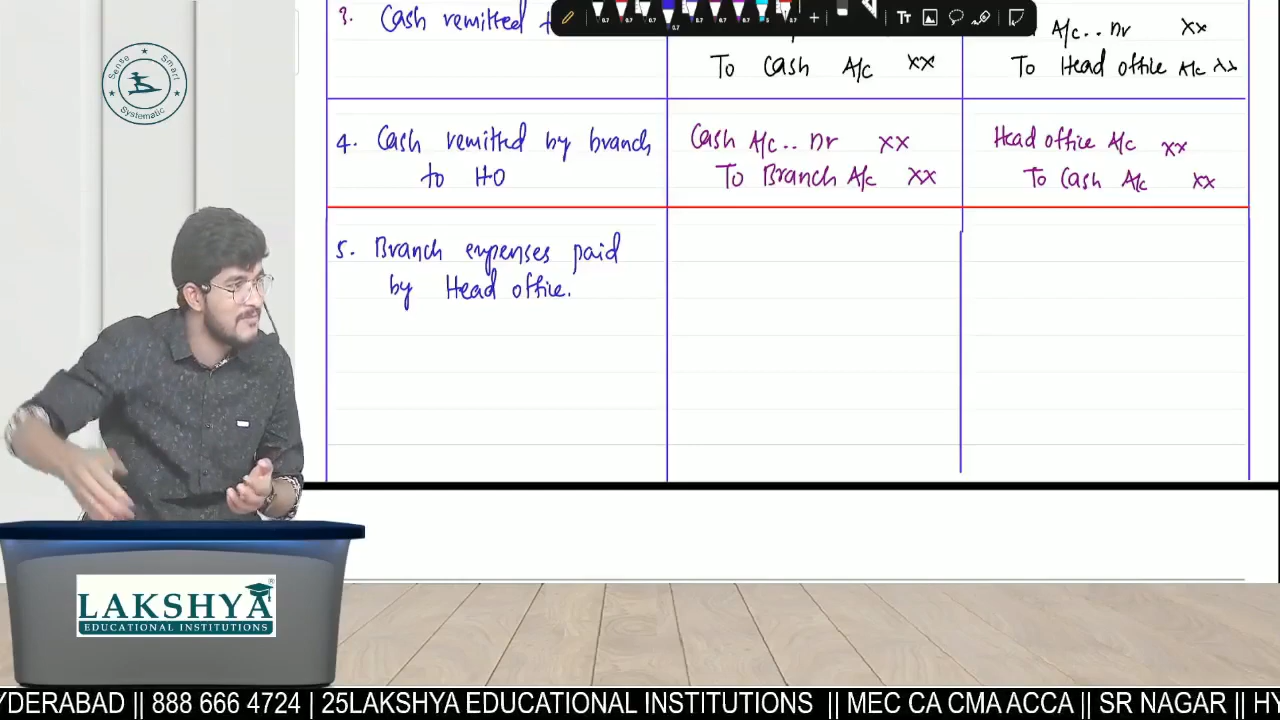 3. Cash remitted
A/c.. Dr xx
To Cash A/c xx
To Head office A/c xx
4. Cash remitted by branch
to HO
Cash A/c.. Dr xx
To Branch A/c xx
Head office A/c xx
To Cash A/c xx
5. Branch expenses paid
by Head office.
Sense Smart
Systematic
LAKSHYA
EDUCATIONAL INSTITUTIONS
YDERABAD || 888 666 4724 | 25LAKSHYA EDUCATIONAL INSTITUTIONS || MEC CA CMA ACCA || SR NAGAR || HY